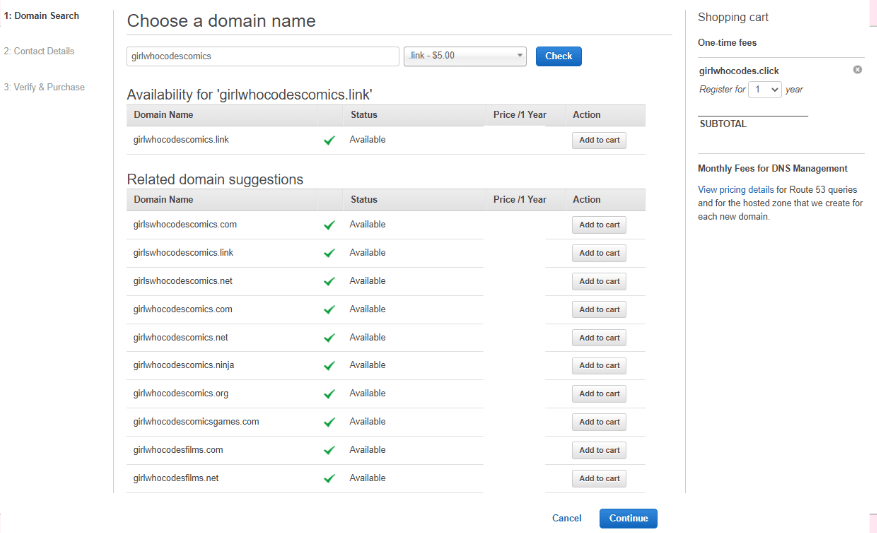 1: Domain Search
2: Contact Details
3: Verify & Purchase
Choose a domain name
girlwhocodescomics .link - $5.00 Check
Availability for 'girlwhocodescomics.link'
Domain Name Status Price /1 Year Action
girlwhocodescomics.link Available Add to cart
Related domain suggestions
Domain Name Status Price /1 Year Action
girlswhocodescomics.com Available Add to cart
girlswhocodescomics.link Available Add to cart
girlswhocodescomics.net Available Add to cart
girlwhocodescomics.com Available Add to cart
girlwhocodescomics.net Available Add to cart
girlwhocodescomics.ninja Available Add to cart
girlwhocodescomics.org Available Add to cart
girlwhocodescomicsgames.com Available Add to cart
girlwhocodesfilms.com Available Add to cart
girlwhocodesfilms.net Available Add to cart
Cancel Continue
Shopping cart
One-time fees
girlwhocodes.click
Register for 1 year
SUBTOTAL
Monthly Fees for DNS Management
View pricing details for Route 53 queries
and for the hosted zone that we create for
each new domain.